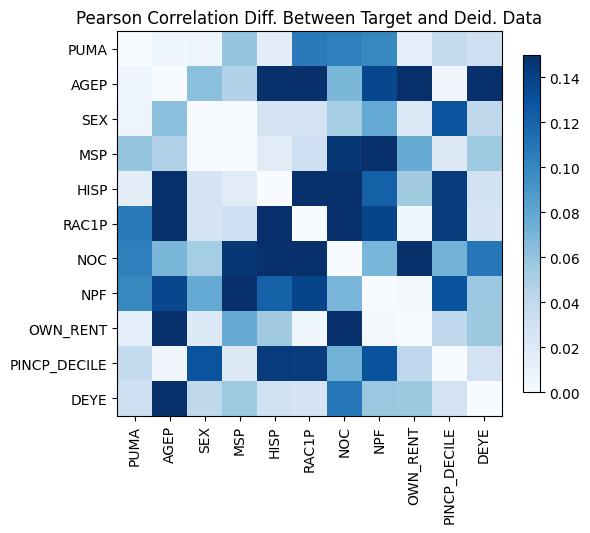 Pearson Correlation Diff. Between Target and Deid. Data
PUMA
AGEP
SEX
MSP
HISP
RAC1P
NOC
NPF
OWN_RENT
PINCP_DECILE
DEYE
PUMA
AGEP
SEX
MSP
HISP
RAC1P
NOC
NPF
OWN_RENT
PINCP_DECILE
DEYE
0.14
0.12
0.10
0.08
0.06
0.04
0.02
0.00